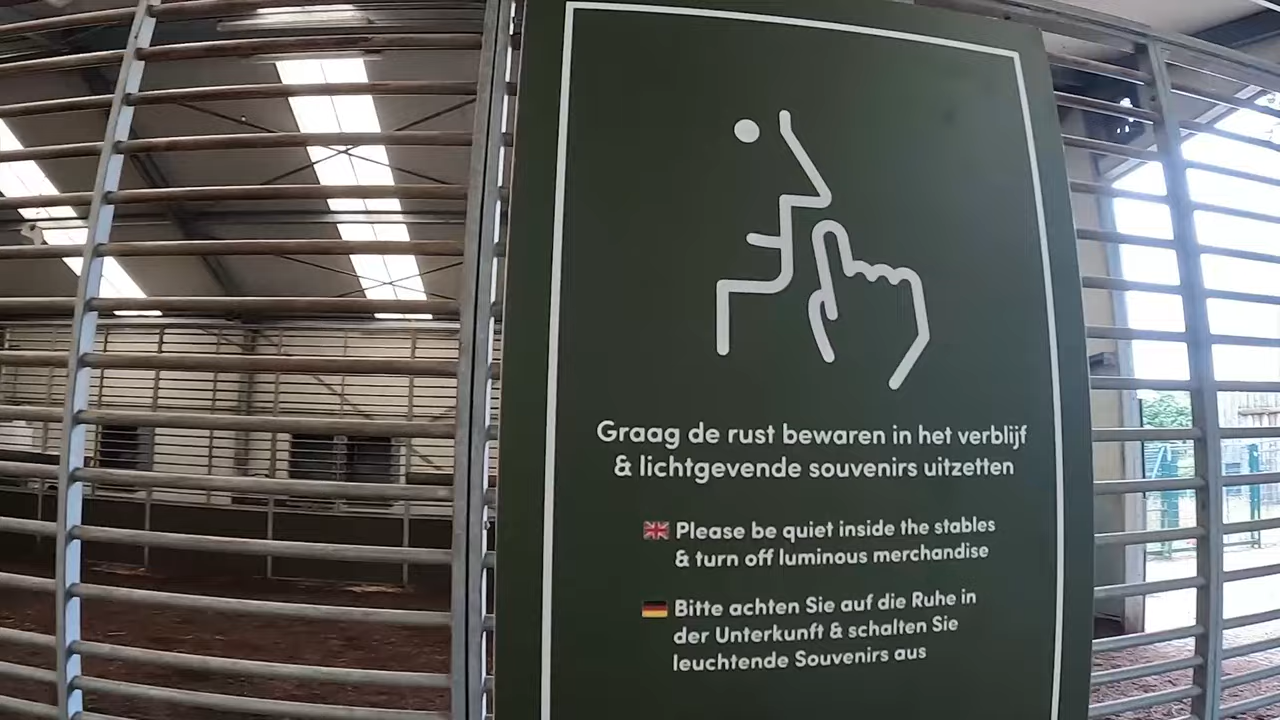 Graag de rust bewaren in het verblijf
& lichtgevende souvenirs uitzetten
Please be quiet inside the stables
& turn off luminous merchandise
Bitte achten Sie auf die Ruhe in
der Unterkunft & schalten Sie
leuchtende Souvenirs aus